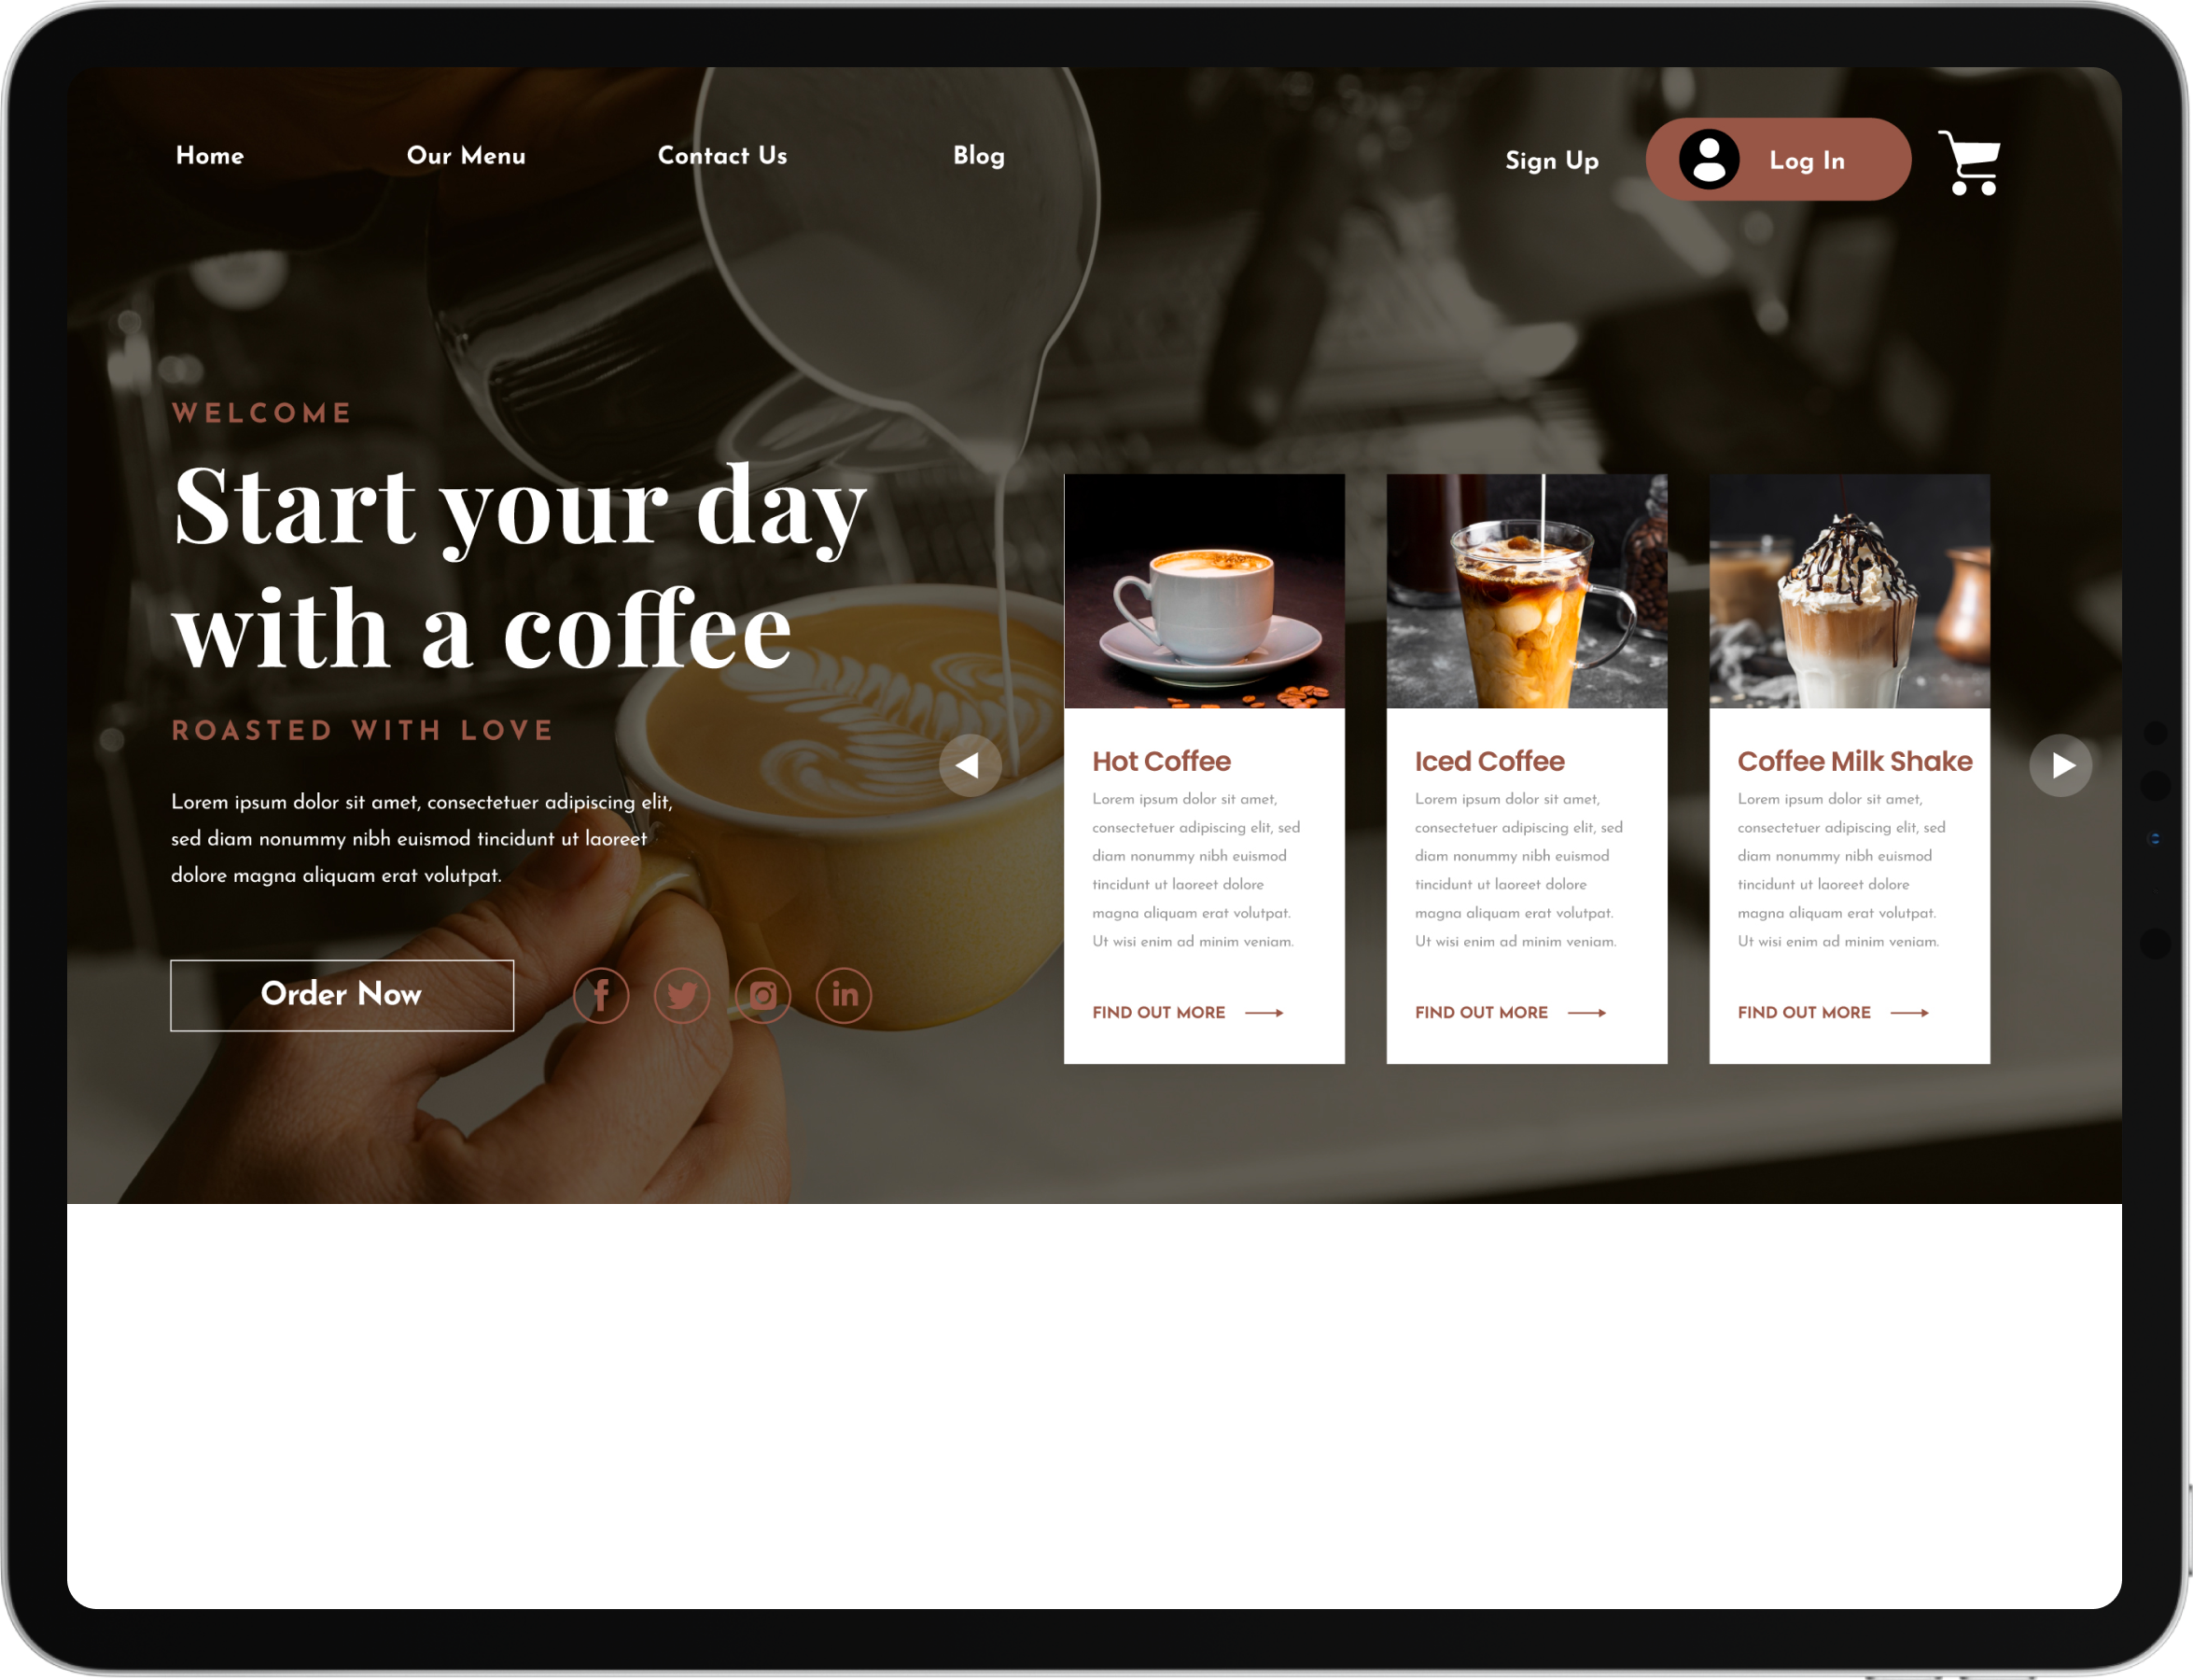 Home
Our Menu
Contact Us
Blog
Sign Up
Log In
WELCOME
Start your day
with a coffee
ROASTED WITH LOVE
Lorem ipsum dolor sit amet, consectetuer adipiscing elit,
sed diam nonummy nibh euismod tincidunt ut laoreet
dolore magna aliquam erat volutpat.
Order Now
f
in
Hot Coffee
Lorem ipsum dolor sit amet,
consectetuer adipiscing elit, sed
diam nonummy nibh euismod
tincidunt ut laoreet dolore
magna aliquam erat volutpat.
Ut wisi enim ad minim veniam.
FIND OUT MORE
Iced Coffee
Lorem ipsum dolor sit amet,
consectetuer adipiscing elit, sed
diam nonummy nibh euismod
tincidunt ut laoreet dolore
magna aliquam erat volutpat.
Ut wisi enim ad minim veniam.
FIND OUT MORE
Coffee Milk Shake
Lorem ipsum dolor sit amet,
consectetuer adipiscing elit, sed
diam nonummy nibh euismod
tincidunt ut laoreet dolore
magna aliquam erat volutpat.
Ut wisi enim ad minim veniam.
FIND OUT MORE